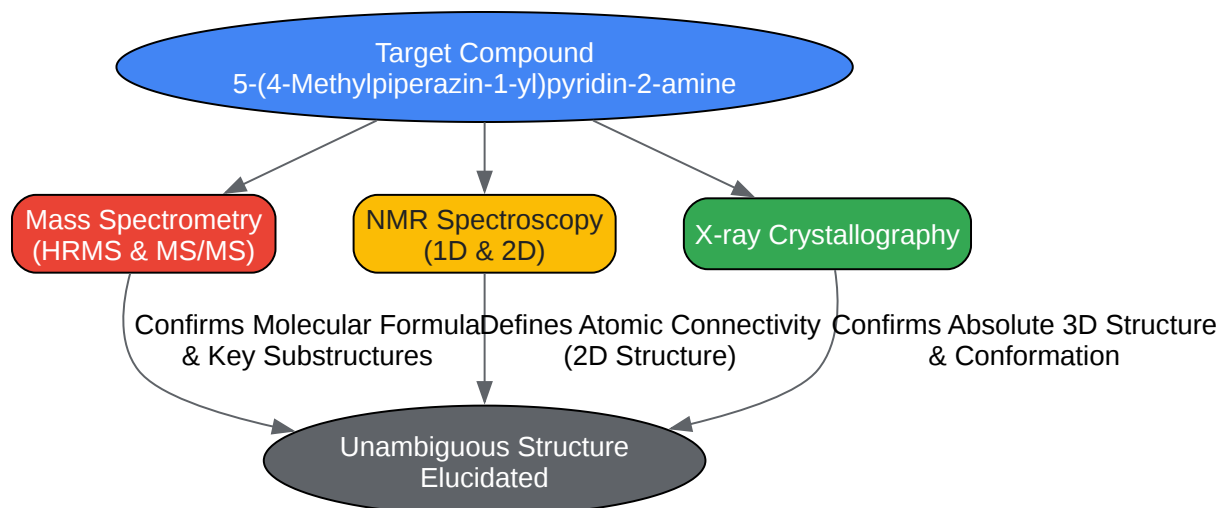 Target Compound
5-(4-Methylpiperazin-1-yl)pyridin-2-amine
Mass Spectrometry
(HRMS & MS/MS)
NMR Spectroscopy
(1D & 2D)
X-ray Crystallography
Confirms Molecular Formula
& Key Substructures
Defines Atomic Connectivity
(2D Structure)
Confirms Absolute 3D Structure
& Conformation
Unambiguous Structure
Elucidated